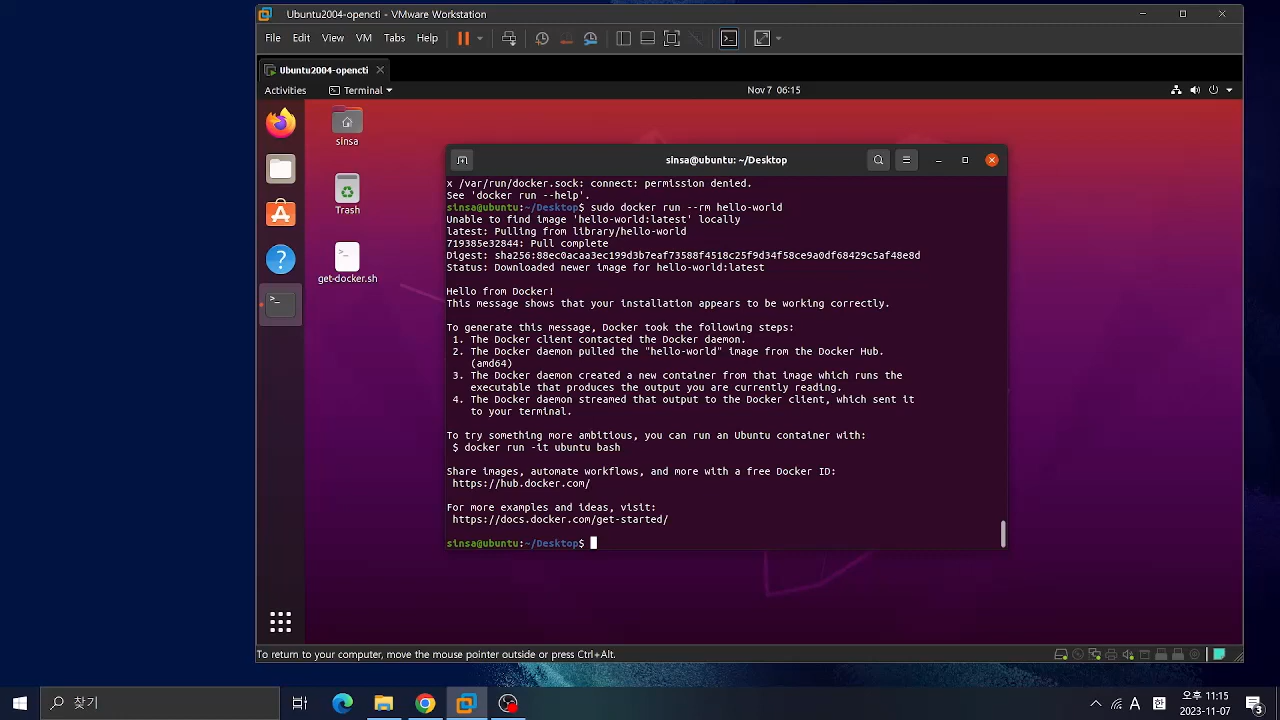 Ubuntu2004-opencti - VMware Workstation
File Edit View VM Tabs Help
Ubuntu2004-opencti
Activities Terminal Nov 7 06:15
sinsa
Trash
get-docker.sh
sinsa@ubuntu: ~/Desktop
x /var/run/docker.sock: connect: permission denied.
See 'docker run --help'.
sinsa@ubuntu:~/Desktop$ sudo docker run --rm hello-world
Unable to find image 'hello-world:latest' locally
latest: Pulling from library/hello-world
719385e32844: Pull complete
Digest: sha256:88ec0acaa3ec199d3b7eaf73588f4518c25f9d34f58ce9a0df68429c5af48e8d
Status: Downloaded newer image for hello-world:latest
Hello from Docker!
This message shows that your installation appears to be working correctly.
To generate this message, Docker took the following steps:
1. The Docker client contacted the Docker daemon.
2. The Docker daemon pulled the "hello-world" image from the Docker Hub.
(amd64)
3. The Docker daemon created a new container from that image which runs the
executable that produces the output you are currently reading.
4. The Docker daemon streamed that output to the Docker client, which sent it
to your terminal.
To try something more ambitious, you can run an Ubuntu container with:
$ docker run -it ubuntu bash
Share images, automate workflows, and more with a free Docker ID:
https://hub.docker.com/
For more examples and ideas, visit:
https://docs.docker.com/get-started/
sinsa@ubuntu:~/Desktop$
To return to your computer, move the mouse pointer outside or press Ctrl+Alt.
찾기
A 한 오후 11:15
2023-11-07
3